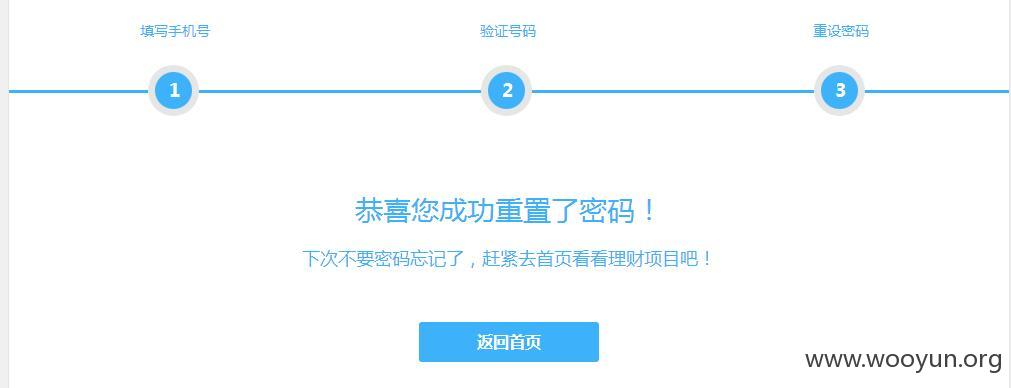 填写手机号 验证号码 重设密码
1 2 3
恭喜您成功重置了密码！
下次不要密码忘记了，赶紧去首页看看理财项目吧！
返回首页
www.wooyun.org